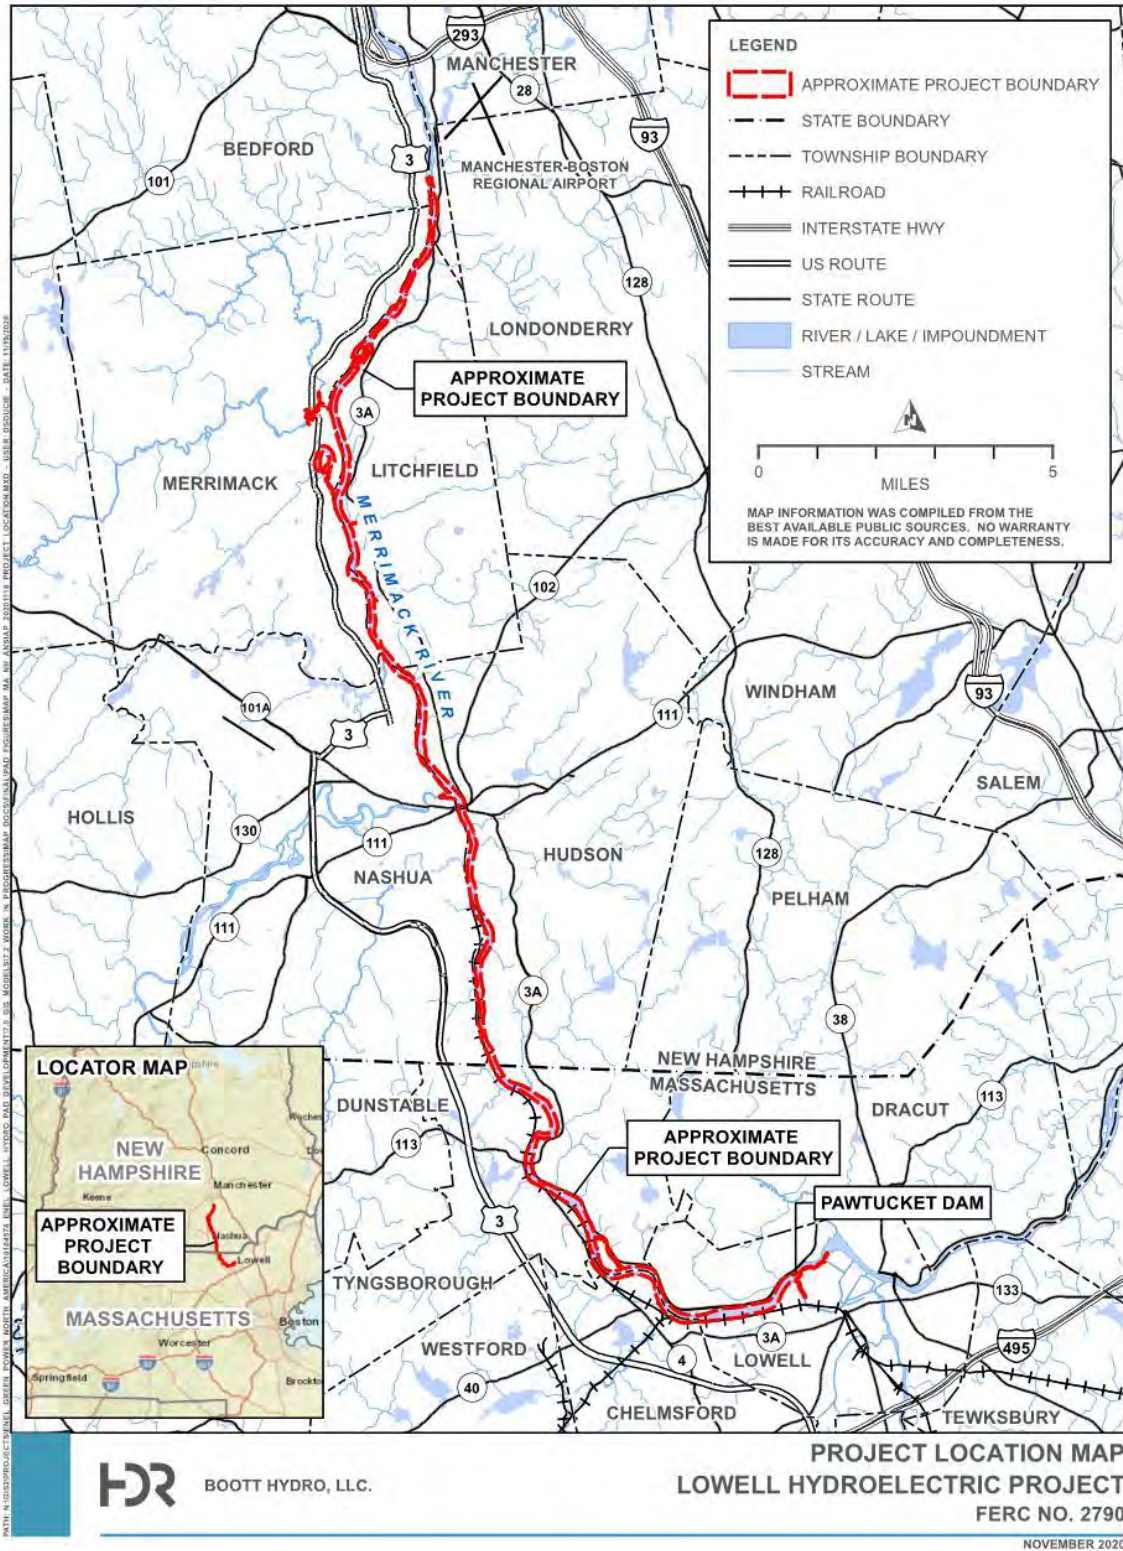 293
MANCHESTER
28
BEDFORD
3
93
101
MANCHESTER-BOSTON
REGIONAL AIRPORT
128
LONDONDERRY
APPROXIMATE
PROJECT BOUNDARY
3A
MERRIMACK
LITCHFIELD
MERRIMACK RIVER
102
LEGEND
APPROXIMATE PROJECT BOUNDARY
STATE BOUNDARY
TOWNSHIP BOUNDARY
RAILROAD
INTERSTATE HWY
US ROUTE
STATE ROUTE
RIVER / LAKE / IMPOUNDMENT
STREAM
N
0
5
MILES
MAP INFORMATION WAS COMPILED FROM THE
BEST AVAILABLE PUBLIC SOURCES. NO WARRANTY
IS MADE FOR ITS ACCURACY AND COMPLETENESS.
WINDHAM
93
101A
111
3
SALEM
HOLLIS
130
111
HUDSON
128
NASHUA
PELHAM
111
3A
38
NEW HAMPSHIRE
MASSACHUSETTS
DUNSTABLE
DRACUT
113
113
APPROXIMATE
PROJECT BOUNDARY
PAWTUCKET DAM
3
TYNGSBOROUGH
133
3A
495
WESTFORD
4
LOWELL
40
CHELMSFORD
TEWKSBURY
LOCATOR MAP
NEW
HAMPSHIRE
Concord
Keene
Manchester
APPROXIMATE
PROJECT
BOUNDARY
Nashua
Lowell
MASSACHUSETTS
Boston
Worcester
Springfield
HDR
BOOTT HYDRO, LLC.
PROJECT LOCATION MAP
LOWELL HYDROELECTRIC PROJECT
FERC NO. 2790
NOVEMBER 2020